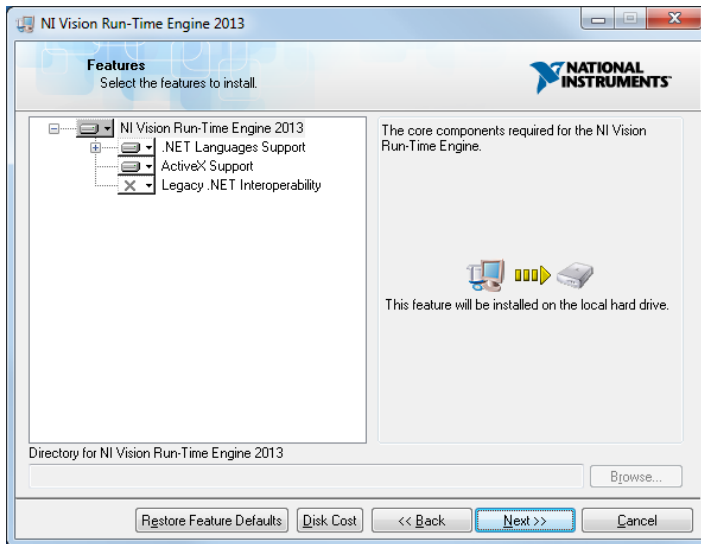 NI Vision Run-Time Engine 2013
Features
Select the features to install.
NATIONAL
INSTRUMENTS
NI Vision Run-Time Engine 2013
.NET Languages Support
ActiveX Support
Legacy .NET Interoperability
The core components required for the NI Vision
Run-Time Engine.
This feature will be installed on the local hard drive.
Directory for NI Vision Run-Time Engine 2013
Browse...
Restore Feature Defaults Disk Cost << Back Next >> Cancel